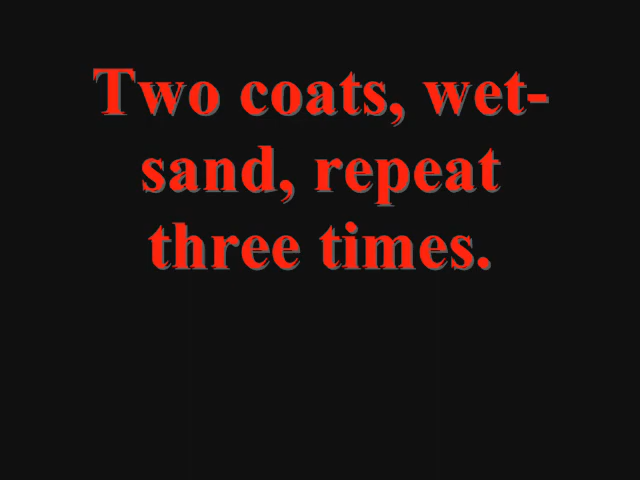 Two coats, wet-
sand, repeat
three times.